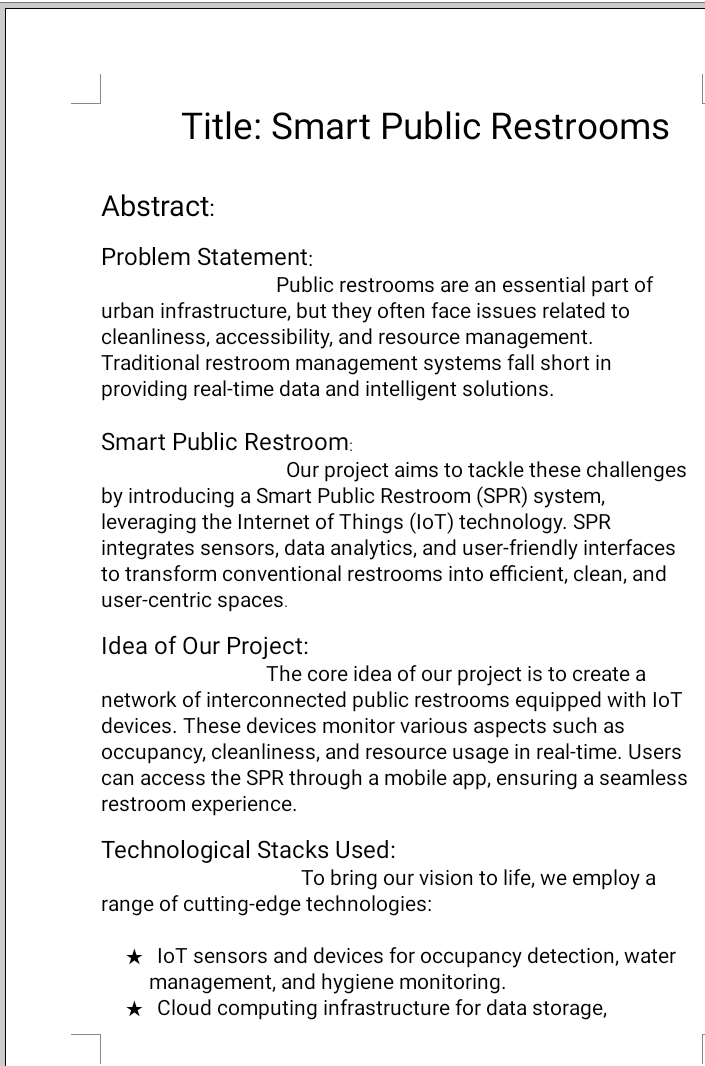 Title: Smart Public Restrooms
Abstract:
Problem Statement:
Public restrooms are an essential part of
urban infrastructure, but they often face issues related to
cleanliness, accessibility, and resource management.
Traditional restroom management systems fall short in
providing real-time data and intelligent solutions.
Smart Public Restroom:
Our project aims to tackle these challenges
by introducing a Smart Public Restroom (SPR) system,
leveraging the Internet of Things (IoT) technology. SPR
integrates sensors, data analytics, and user-friendly interfaces
to transform conventional restrooms into efficient, clean, and
user-centric spaces.
Idea of Our Project:
The core idea of our project is to create a
network of interconnected public restrooms equipped with IoT
devices. These devices monitor various aspects such as
occupancy, cleanliness, and resource usage in real-time. Users
can access the SPR through a mobile app, ensuring a seamless
restroom experience.
Technological Stacks Used:
To bring our vision to life, we employ a
range of cutting-edge technologies:
★ IoT sensors and devices for occupancy detection, water
management, and hygiene monitoring.
★ Cloud computing infrastructure for data storage,